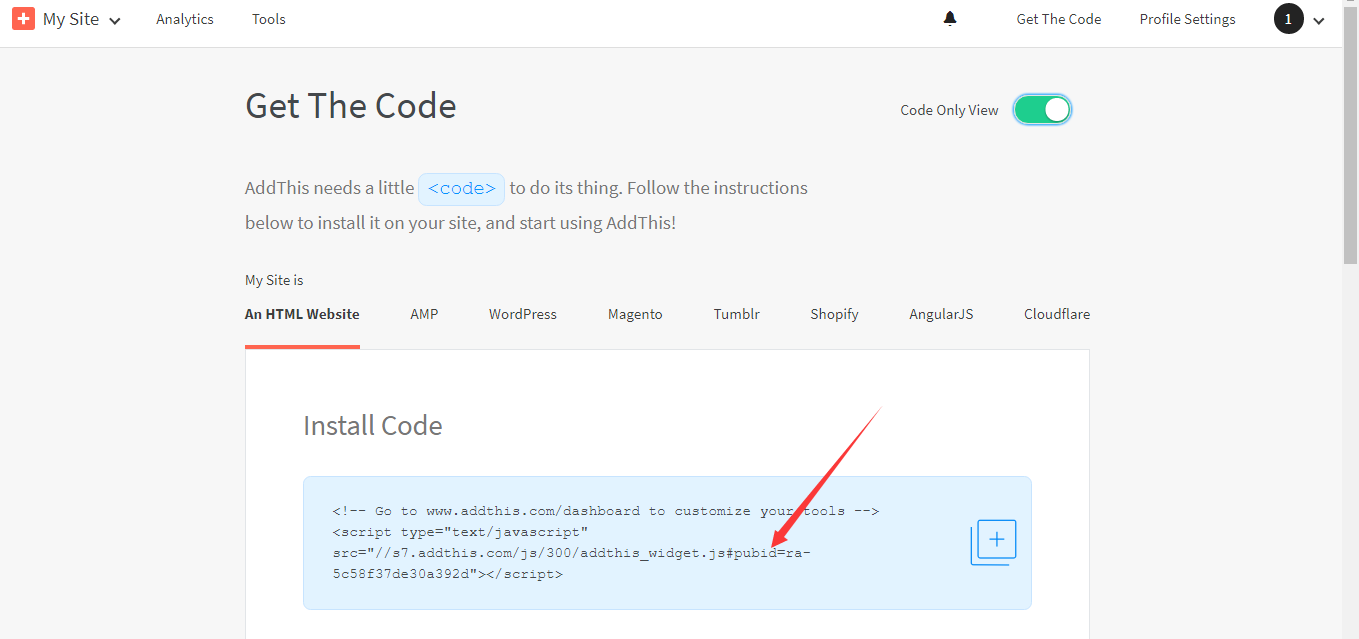 My Site Analytics Tools Get The Code Profile Settings 1
Get The Code
Code Only View
AddThis needs a little <code> to do its thing. Follow the instructions
below to install it on your site, and start using AddThis!
My Site is
An HTML Website AMP WordPress Magento Tumblr Shopify AngularJS Cloudflare
Install Code
<!-- Go to www.addthis.com/dashboard to customize your tools -->
<script type="text/javascript"
src="//s7.addthis.com/js/300/addthis_widget.js#pubid=ra-
5c58f37de30a392d"></script>